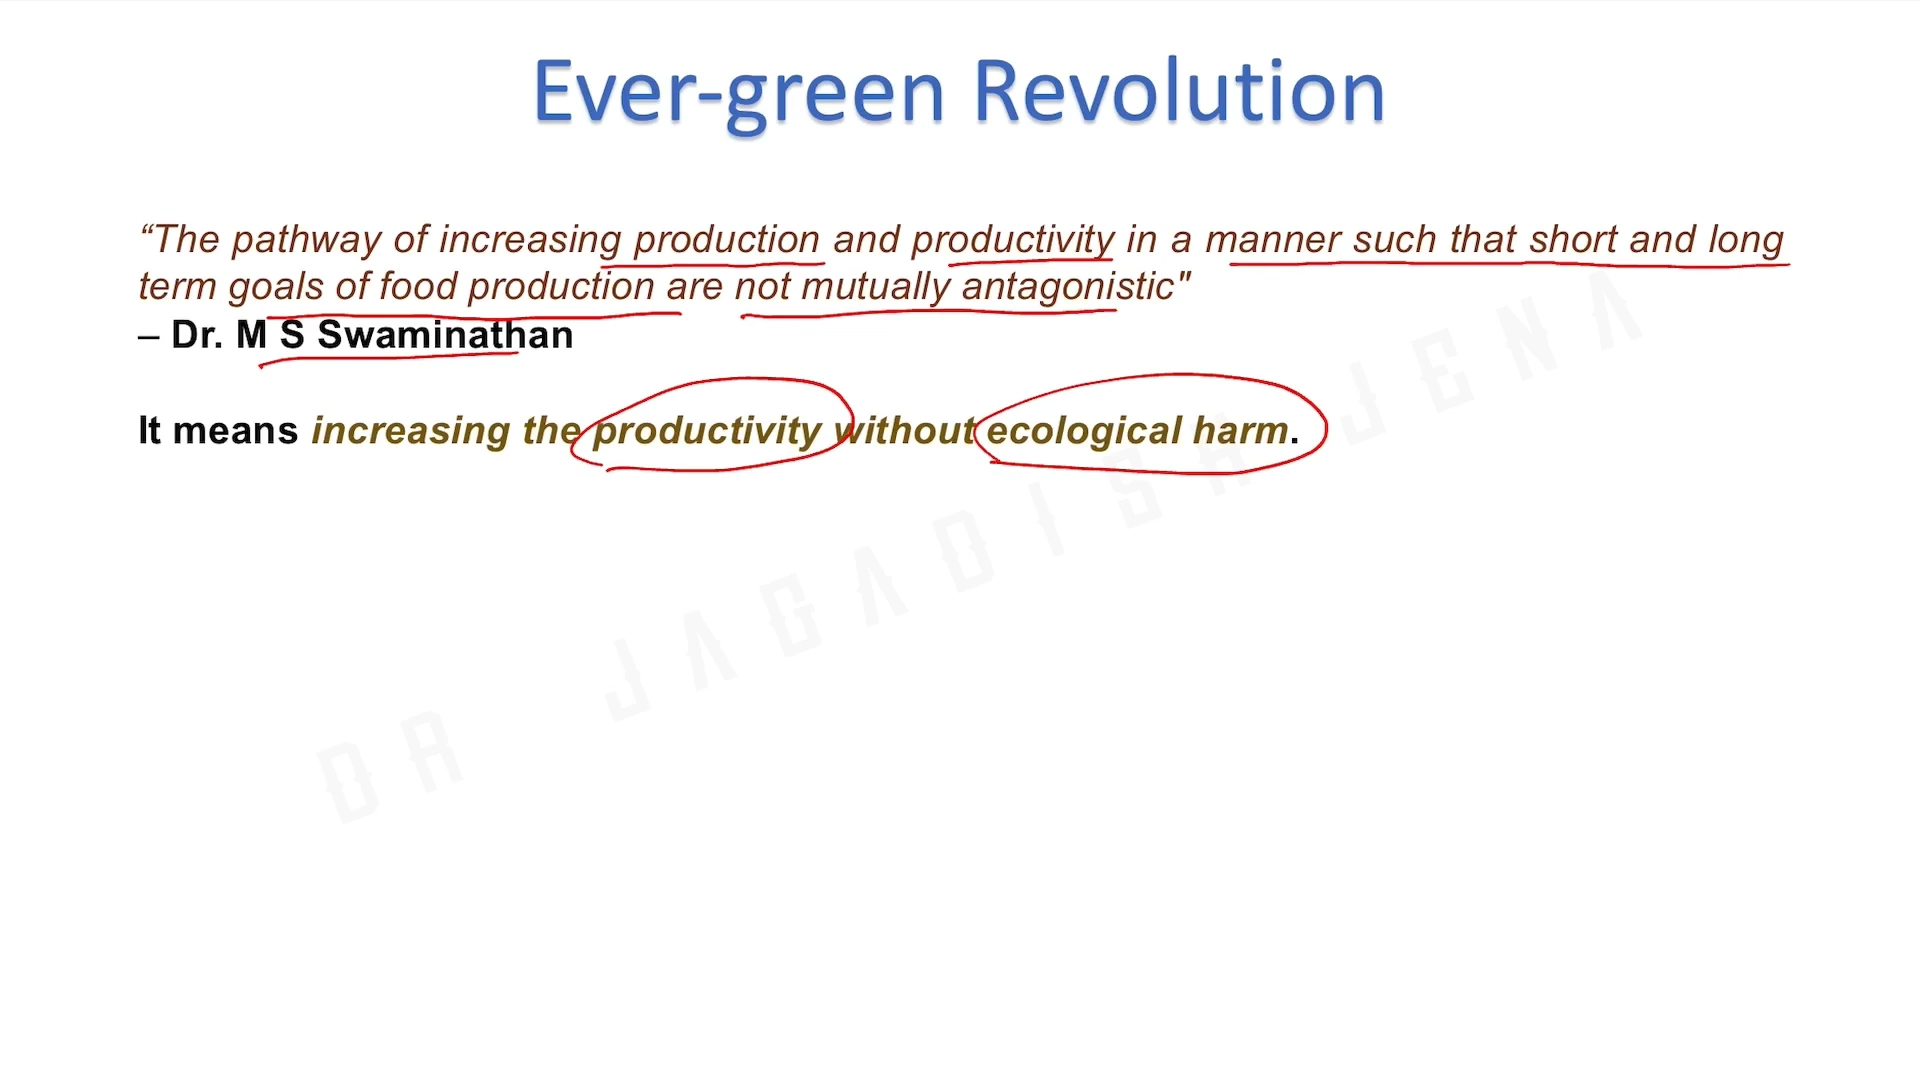 Ever-green Revolution
“The pathway of increasing production and productivity in a manner such that short and long
term goals of food production are not mutually antagonistic"
– Dr. M S Swaminathan
It means increasing the productivity without ecological harm.
DR JAGADISH JENA